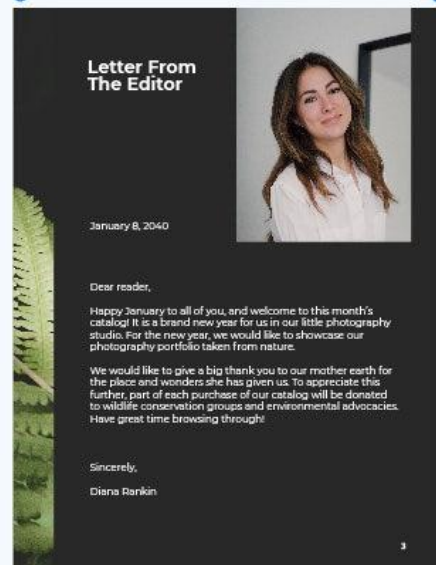 Letter From
The Editor
January 8, 2040
Dear reader,
Happy January to all of you, and welcome to this month's
catalog! It is a brand new year for us in our little photography
studio. For the new year, we would like to showcase our
photography portfolio taken from nature.
We would like to give a big thank you to our mother earth for
the place and wonders she has given us. To appreciate this
further, part of each purchase of our catalog will be donated
to wildlife conservation groups and environmental advocacies.
Have great time browsing through!
Sincerely,
Diana Rankin
3